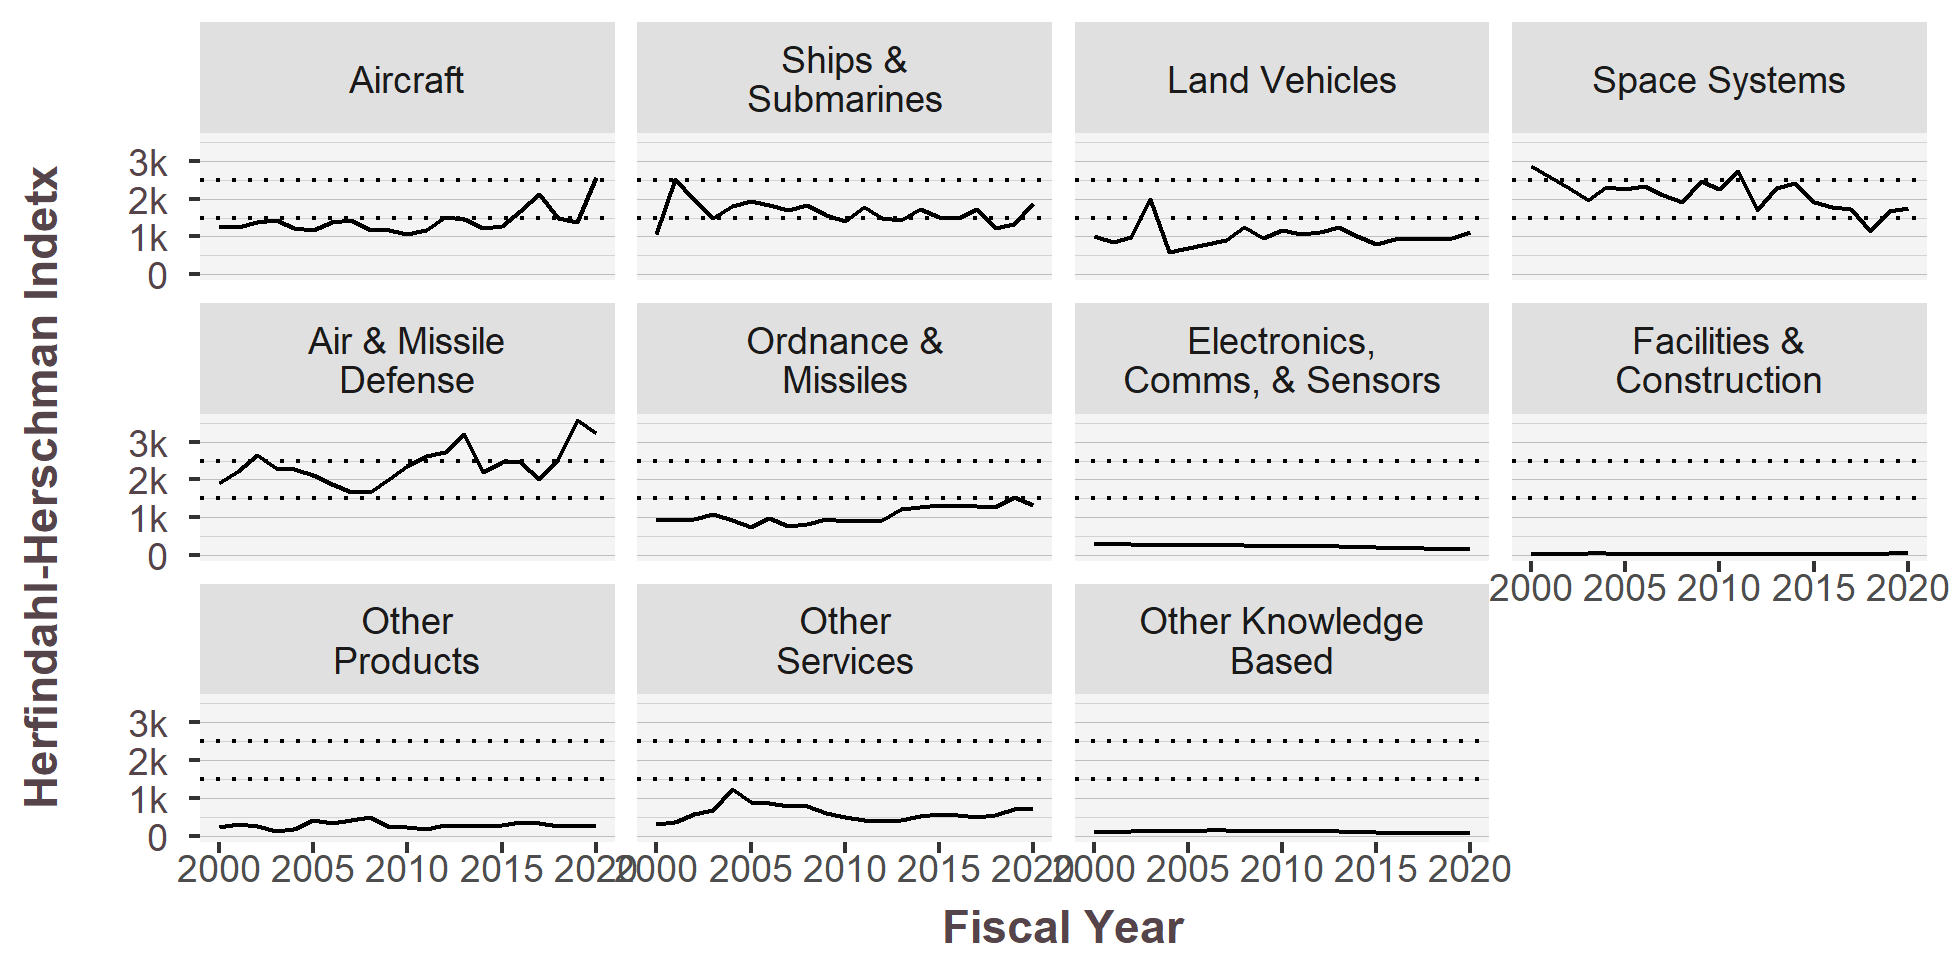 Herfindahl-Herschman Indetx
Aircraft
Ships &
Submarines
Land Vehicles
Space Systems
3k
2k
1k
0
Air & Missile
Defense
Ordnance &
Missiles
Electronics,
Comms, & Sensors
Facilities &
Construction
3k
2k
1k
0
2000 2005 2010 2015 2020
Other
Products
Other
Services
Other Knowledge
Based
3k
2k
1k
0
2000 2005 2010 2015 2020
2000 2005 2010 2015 2020
2000 2005 2010 2015 2020
Fiscal Year